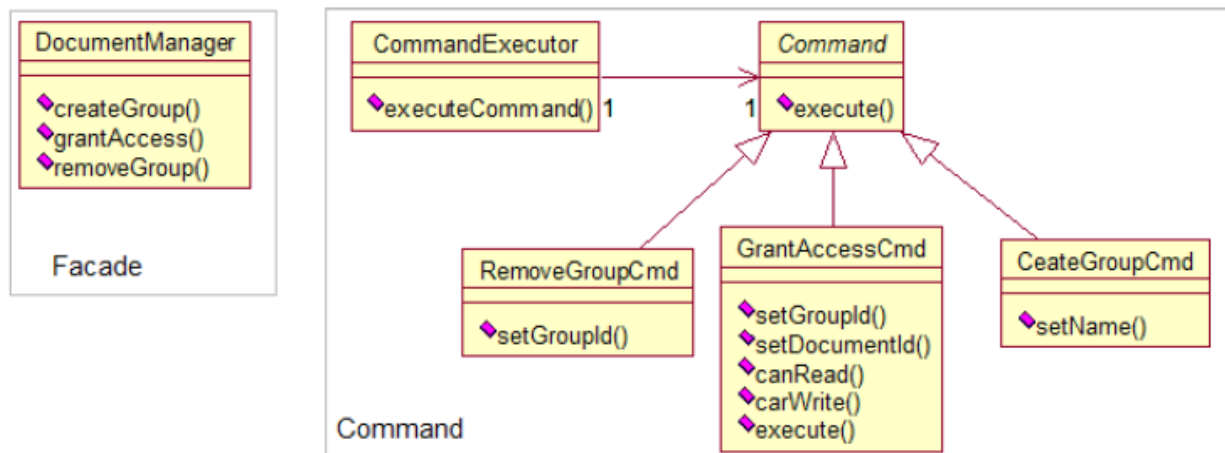 DocumentManager
createGroup()
grantAccess()
removeGroup()
Facade
CommandExecutor
executeCommand()
1
1
Command
execute()
RemoveGroupCmd
setGroupId()
GrantAccessCmd
setGroupId()
setDocumentId()
canRead()
carWrite()
execute()
CeateGroupCmd
setName()
Command